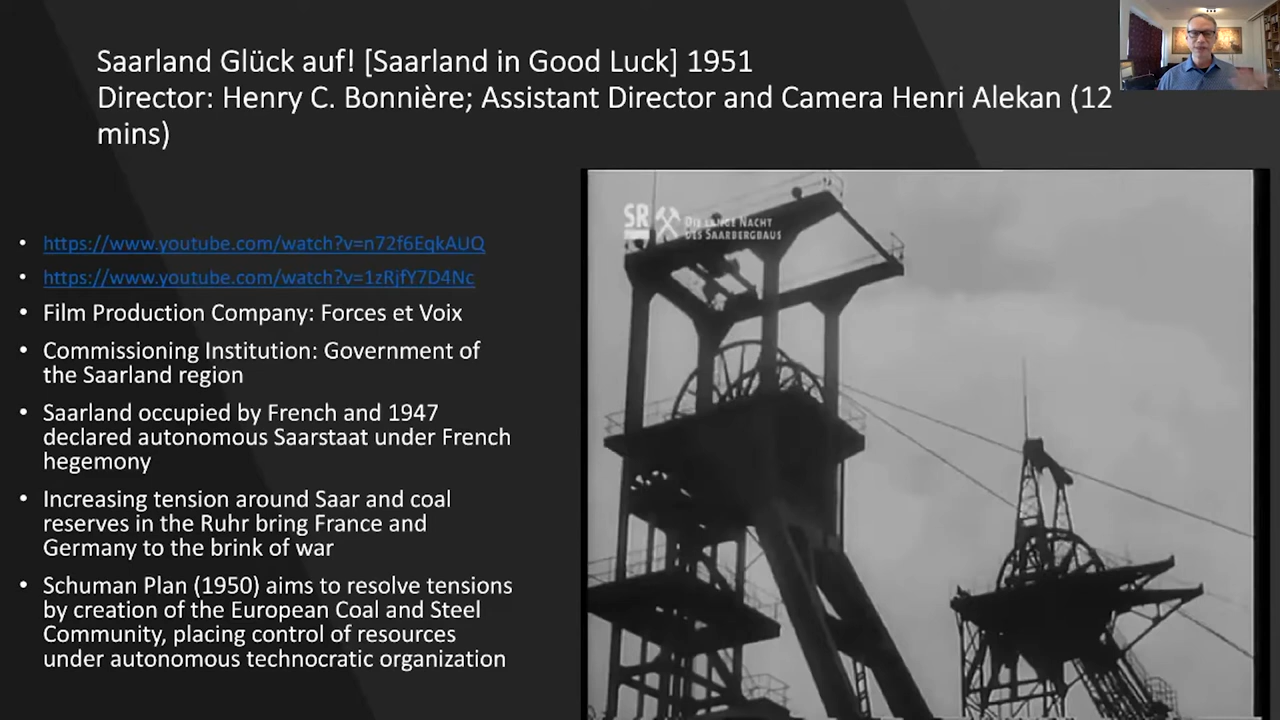 Saarland Glück auf! [Saarland in Good Luck] 1951
Director: Henry C. Bonnière; Assistant Director and Camera Henri Alekan (12
mins)
• https://www.youtube.com/watch?v=n72f6EqkAUQ
• https://www.youtube.com/watch?v=1zRjfY7D4Nc
• Film Production Company: Forces et Voix
• Commissioning Institution: Government of
the Saarland region
• Saarland occupied by French and 1947
declared autonomous Saarstaat under French
hegemony
• Increasing tension around Saar and coal
reserves in the Ruhr bring France and
Germany to the brink of war
• Schuman Plan (1950) aims to resolve tensions
by creation of the European Coal and Steel
Community, placing control of resources
under autonomous technocratic organization
SR
DIE LANGE NACHT
DES SAARBERGBAUS